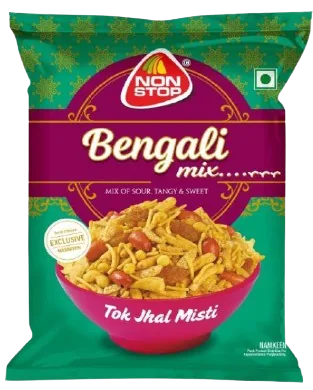 NON
STOP
®
Bengali
mix....
MIX OF SOUR, TANGY & SWEET
EXCLUSIVE
Tok Jhal Misti
NAMKEEN